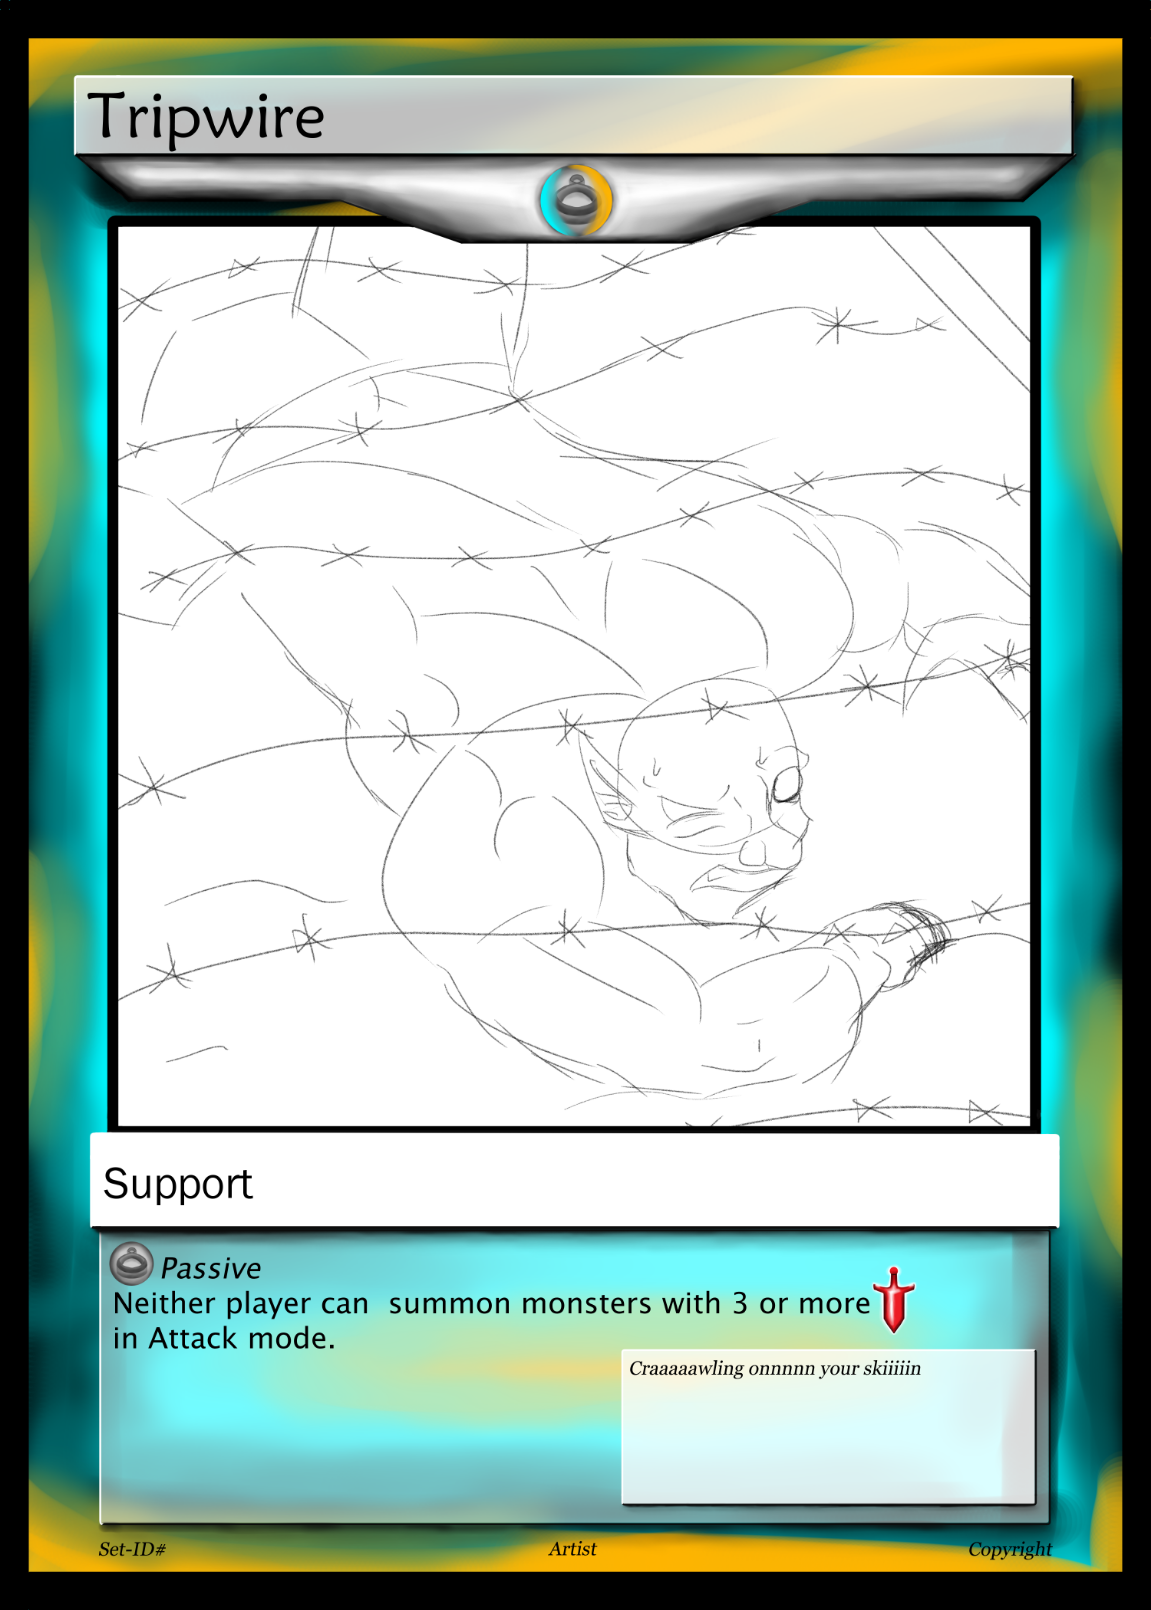 Tripwire
Support
Passive
Neither player can  summon monsters with 3 or more
in Attack mode.
Craaaaawling onnnnn your skiiiiin
Set-ID#
Artist
Copyright